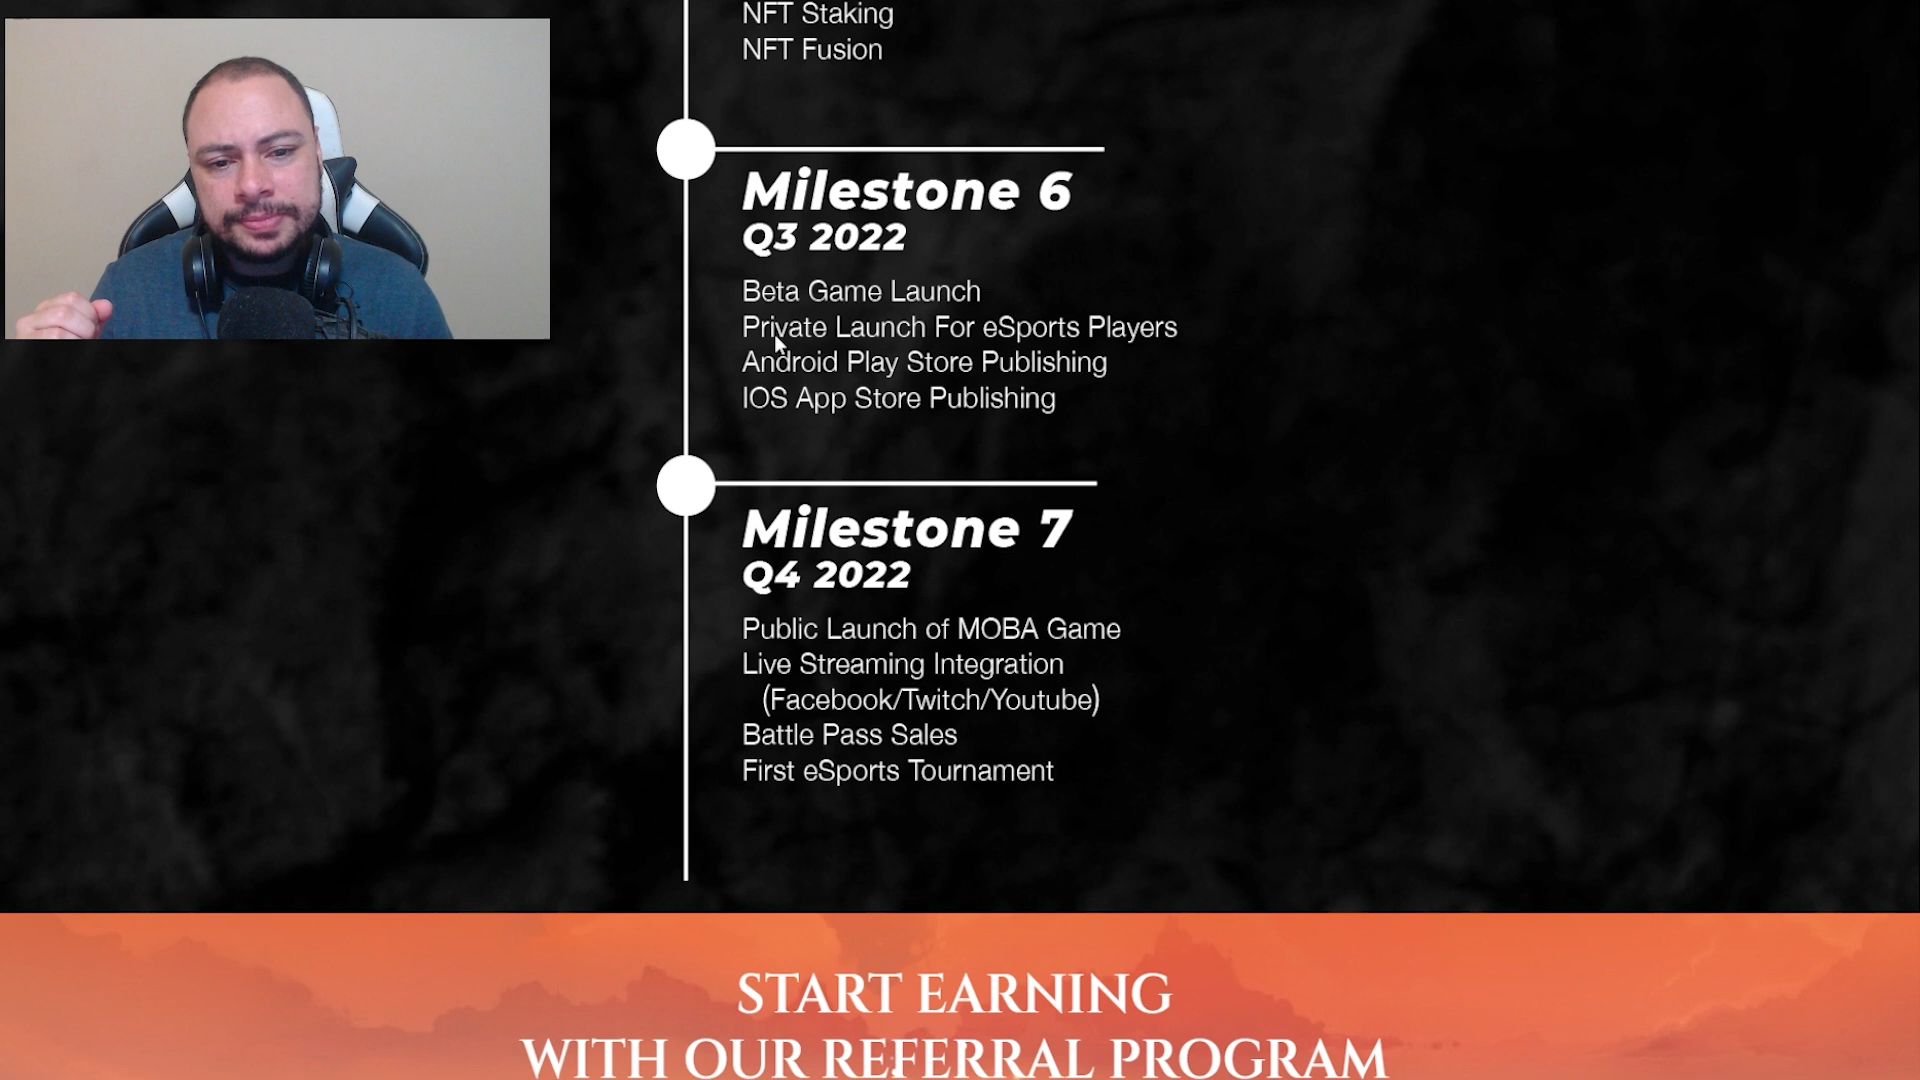 NFT Staking
NFT Fusion
Milestone 6
Q3 2022
Beta Game Launch
Private Launch For eSports Players
Android Play Store Publishing
IOS App Store Publishing
Milestone 7
Q4 2022
Public Launch of MOBA Game
Live Streaming Integration
(Facebook/Twitch/Youtube)
Battle Pass Sales
First eSports Tournament
START EARNING
WITH OUR REFERRAL PROGRAM